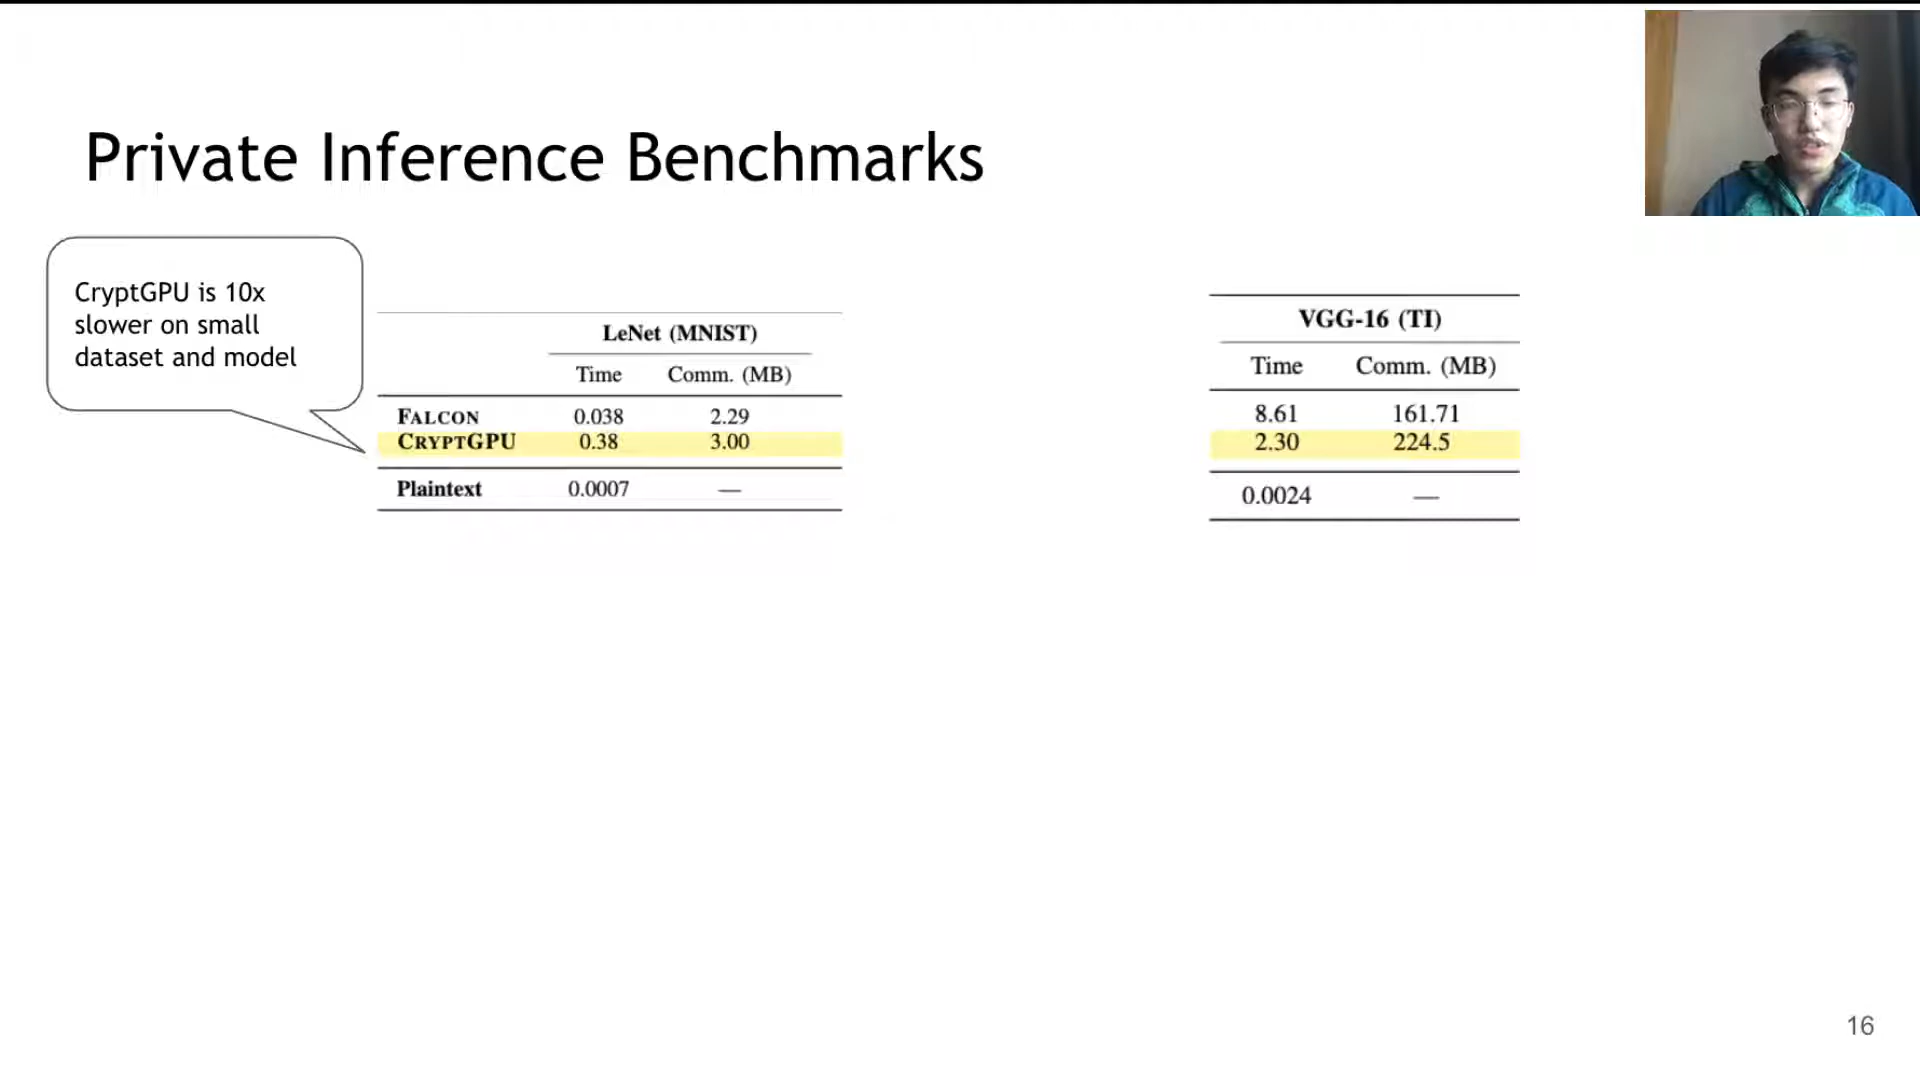 Private Inference Benchmarks
CryptGPU is 10x
slower on small
dataset and model
LeNet (MNIST)
Time Comm. (MB)
FALCON 0.038 2.29
CRYPTGPU 0.38 3.00
Plaintext 0.0007 —
VGG-16 (TI)
Time Comm. (MB)
8.61 161.71
2.30 224.5
0.0024 —
16